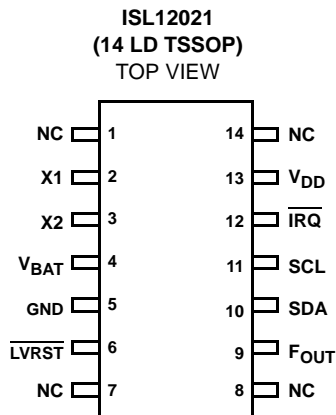 ISL12021
(14 LD TSSOP)
TOP VIEW
NC 1 14 NC
X1 2 13 VDD
X2 3 12 IRQ
VBAT 4 11 SCL
GND 5 10 SDA
LVRST 6 9 FOUT
NC 7 8 NC